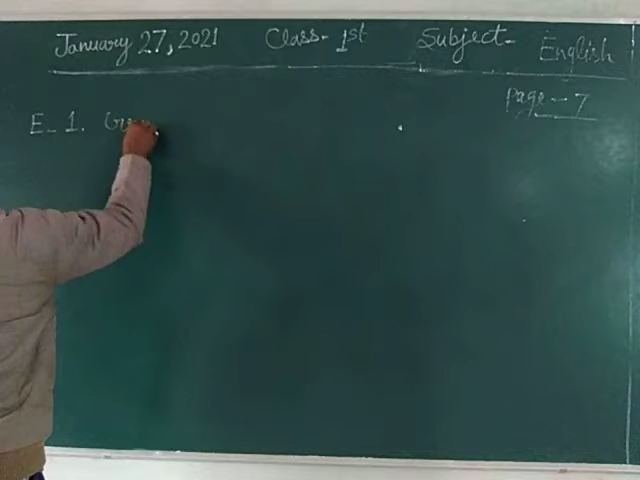 January 27, 2021 Class- 1st Subject- English
Page - 7
E- 1.